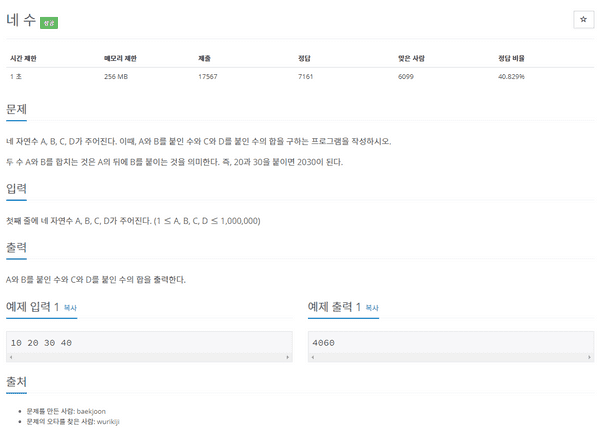 네 수 성공
☆
시간 제한 메모리 제한 제출 정답 맞은 사람 정답 비율
1 초 256 MB 17567 7161 6099 40.829%
문제
네 자연수 A, B, C, D가 주어진다. 이때, A와 B를 붙인 수와 C와 D를 붙인 수의 합을 구하는 프로그램을 작성하시오.
두 수 A와 B를 합치는 것은 A의 뒤에 B를 붙이는 것을 의미한다. 즉, 20과 30을 붙이면 2030이 된다.
입력
첫째 줄에 네 자연수 A, B, C, D가 주어진다. (1 ≤ A, B, C, D ≤ 1,000,000)
출력
A와 B를 붙인 수와 C와 D를 붙인 수의 합을 출력한다.
예제 입력 1 복사
10 20 30 40
예제 출력 1 복사
4060
출처
문제를 만든 사람: baekjoon
문제의 오타를 찾은 사람: wurikiji